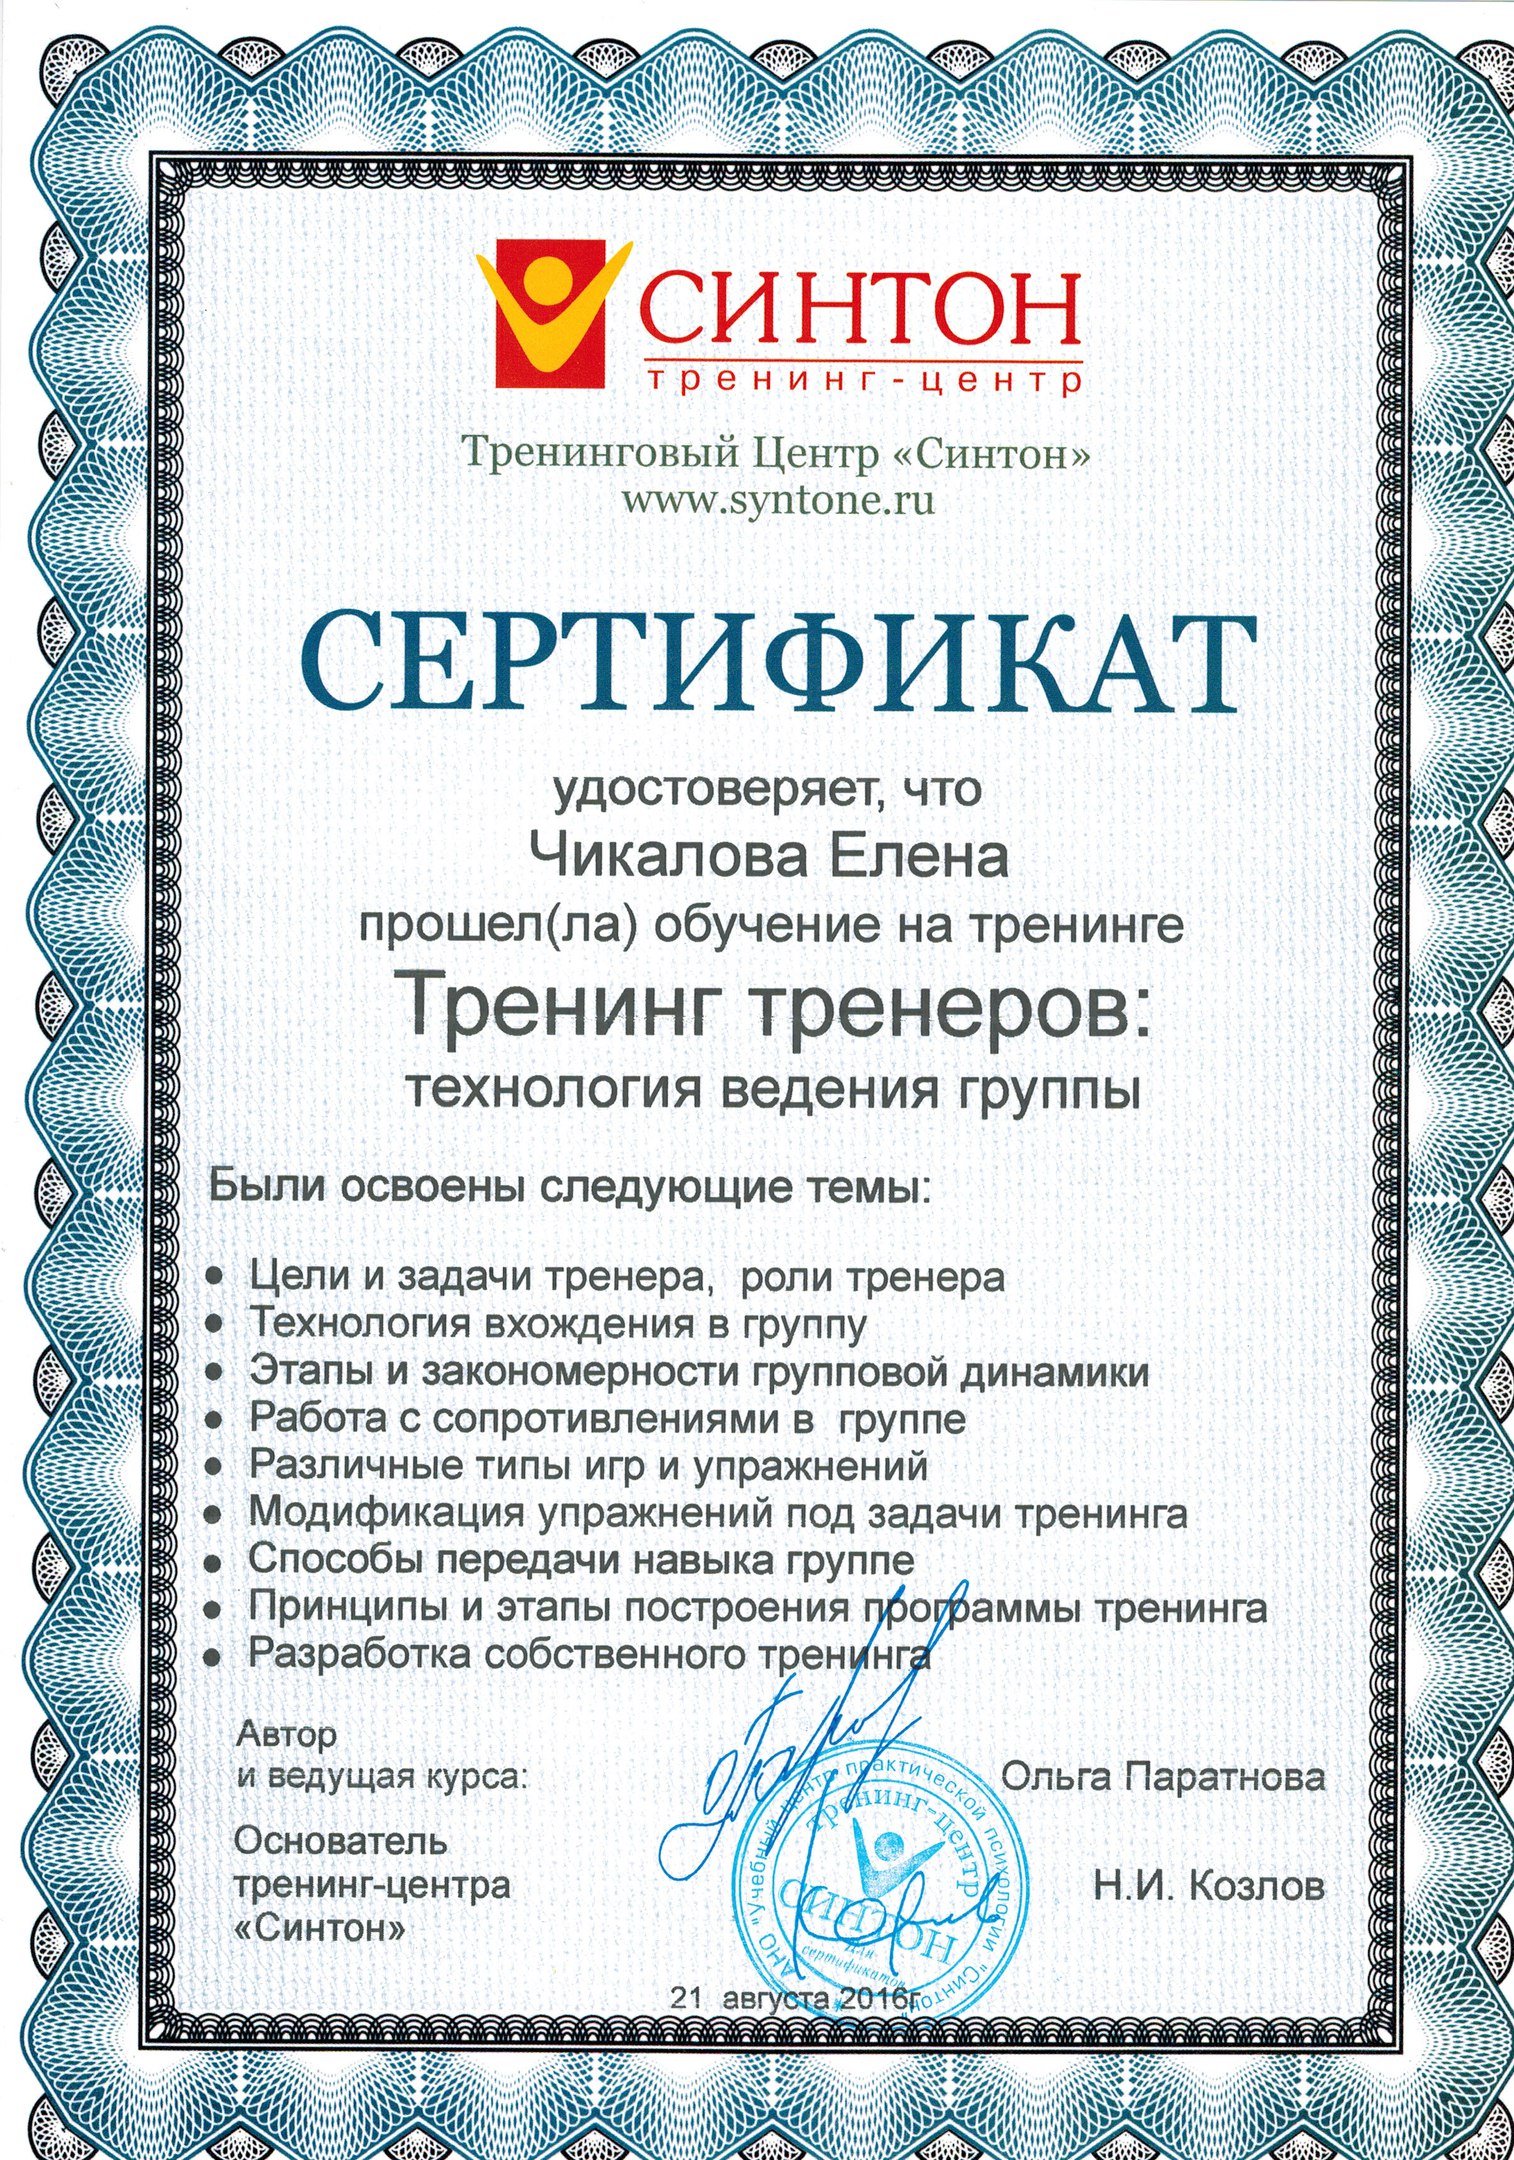 СИНТОН
тренинг-центр
Тренинговый Центр «Синтон»
www.syntone.ru
СЕРТИФИКАТ
удостоверяет, что
Чикалова Елена
прошел(ла) обучение на тренинге
Тренинг тренеров:
технология ведения группы
Были освоены следующие темы:
• Цели и задачи тренера,  роли тренера
• Технология вхождения в группу
• Этапы и закономерности групповой динамики
• Работа с сопротивлениями в  группе
• Различные типы игр и упражнений
• Модификация упражнений под задачи тренинга
• Способы передачи навыка группе
• Принципы и этапы построения программы тренинга
• Разработка собственного тренинга
Автор
и ведущая курса:
Ольга Паратнова
Основатель
тренинг-центра
«Синтон»
Н.И. Козлов
АНО "Учебный центр практической психологии "Синтон"
тренинг-центр
СИНТОН
для
сертификатов
21  августа 2016г.